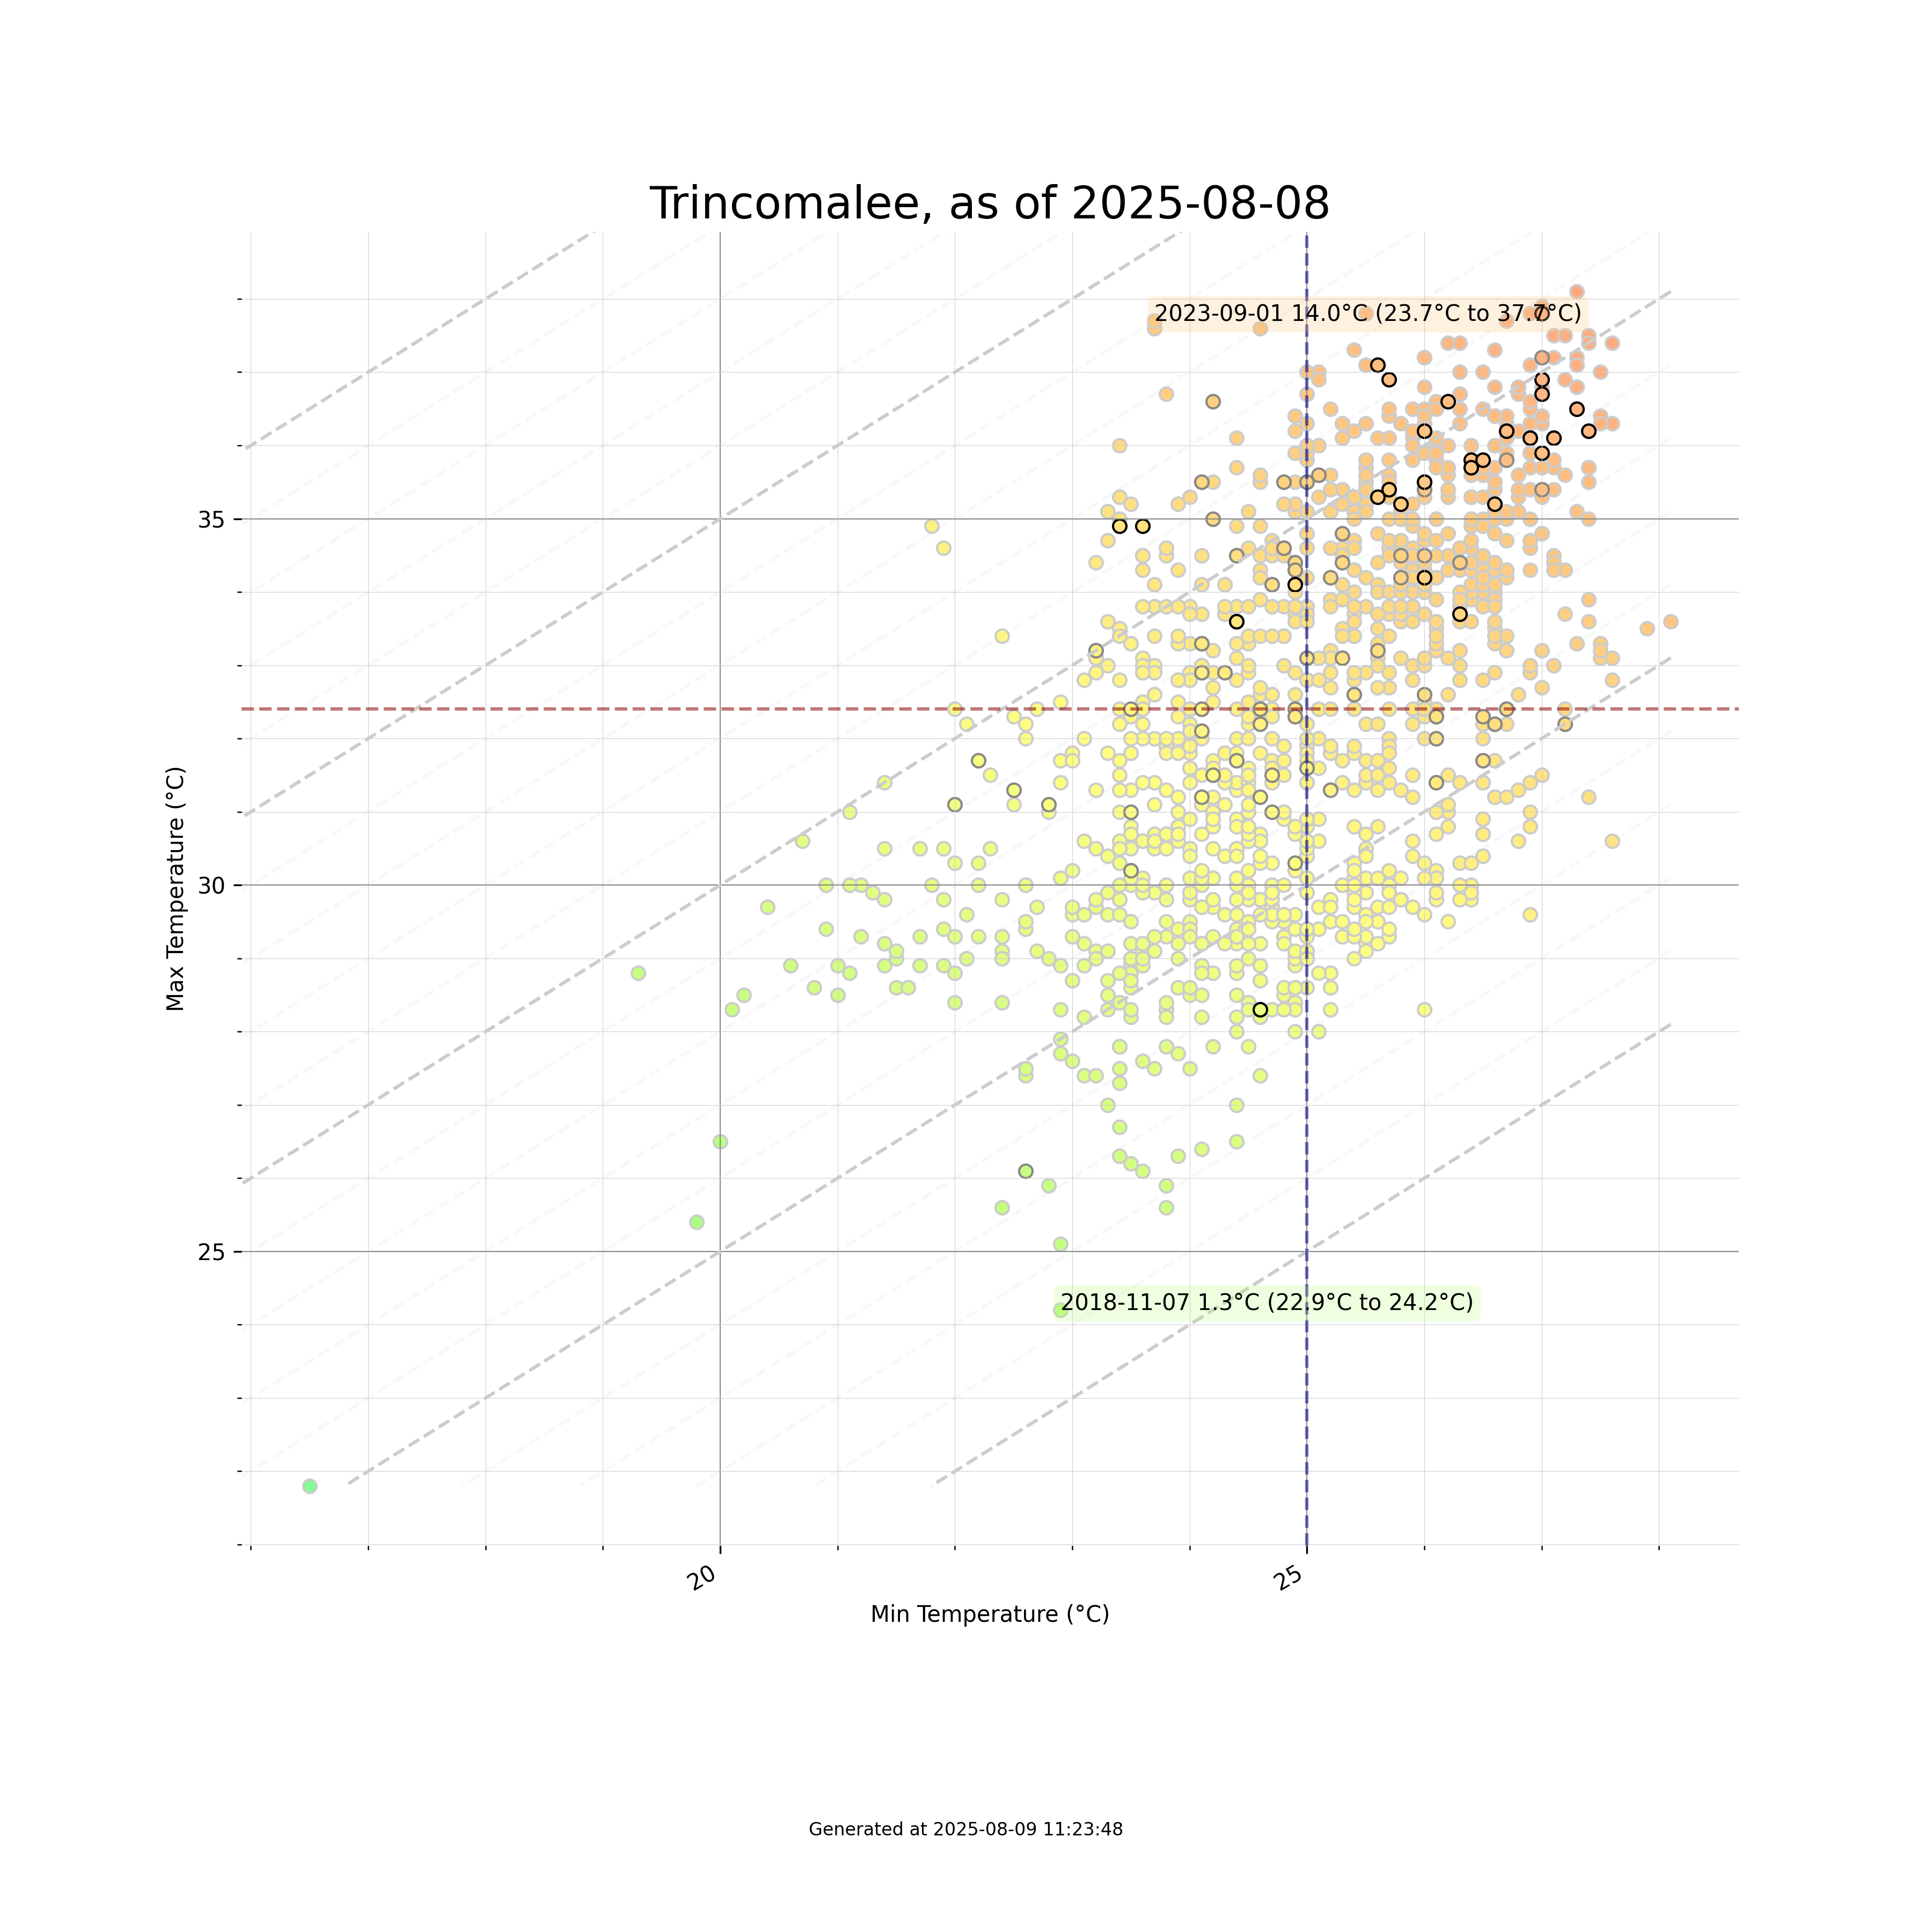 Trincomalee, as of 2025-08-08
2023-09-01 14.0°C (23.7°C to 37.7°C)
35
30
Max Temperature (°C)
25
2018-11-07 1.3°C (22.9°C to 24.2°C)
20
25
Min Temperature (°C)
Generated at 2025-08-09 11:23:48